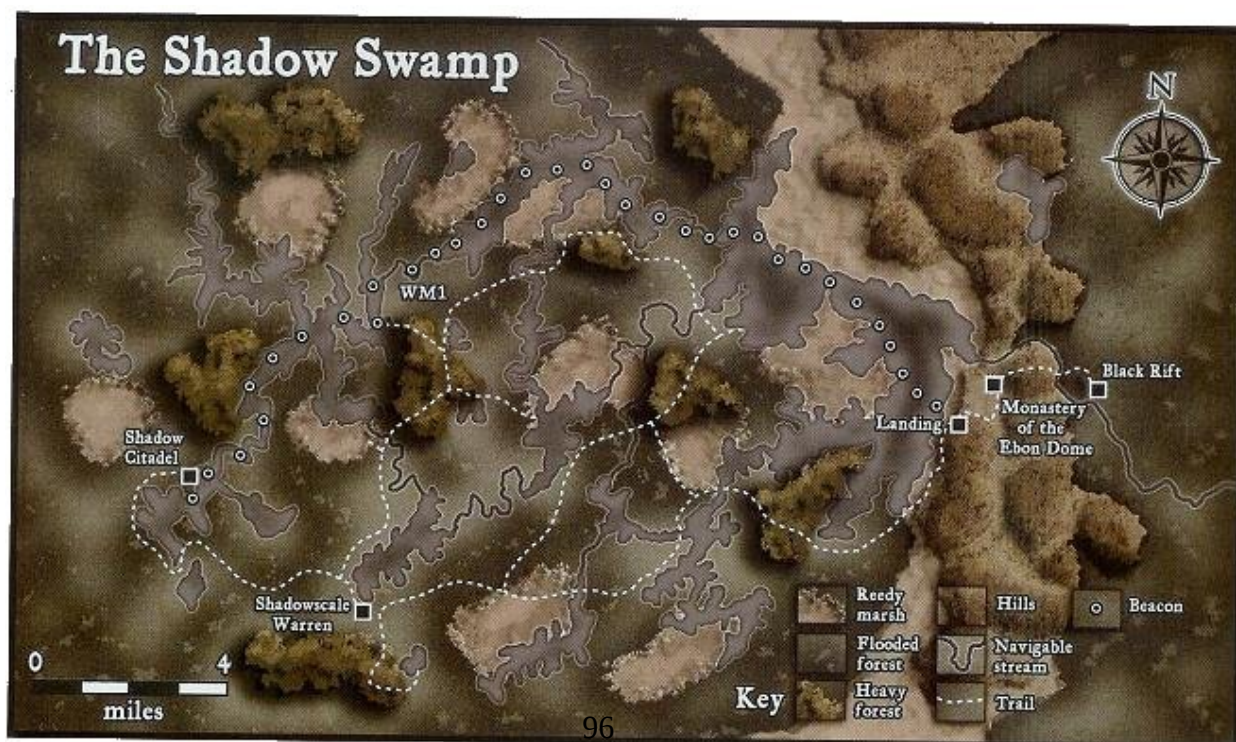 The Shadow Swamp
N
WM1
Black Rift
Landing
Monastery
of the
Ebon Dome
Shadow
Citadel
Shadowscale
Warren
0 4
miles
Key
Reedy
marsh
Hills
Beacon
Flooded
forest
Navigable
stream
Heavy
forest
Trail
96